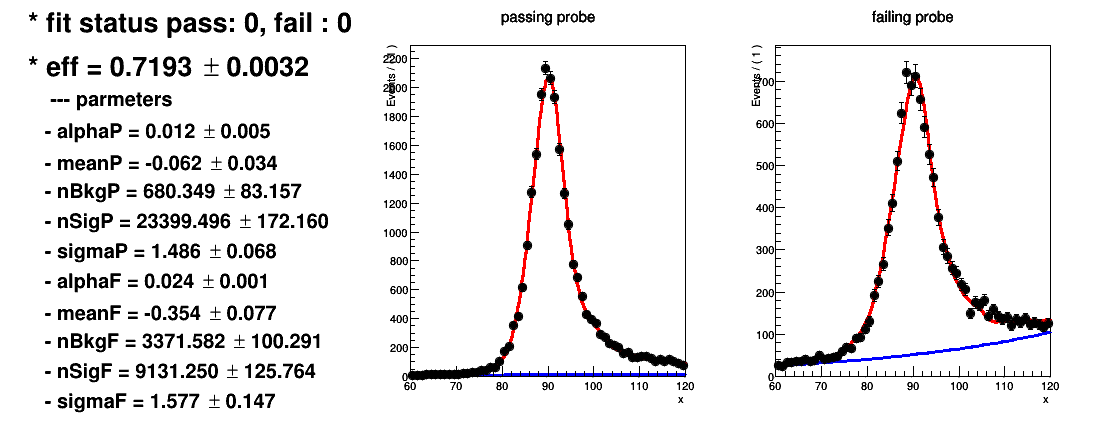 * fit status pass: 0, fail : 0
* eff = 0.7193 ± 0.0032
--- parmeters
- alphaP = 0.012 ± 0.005
- meanP = -0.062 ± 0.034
- nBkgP = 680.349 ± 83.157
- nSigP = 23399.496 ± 172.160
- sigmaP = 1.486 ± 0.068
- alphaF = 0.024 ± 0.001
- meanF = -0.354 ± 0.077
- nBkgF = 3371.582 ± 100.291
- nSigF = 9131.250 ± 125.764
- sigmaF = 1.577 ± 0.147
passing probe
2200
2000
1800
1600
1400
1200
1000
800
600
400
200
0
60 70 80 90 100 110 120
x
failing probe
Events / ( 1 )
700
600
500
400
300
200
100
0
60 70 80 90 100 110 120
x